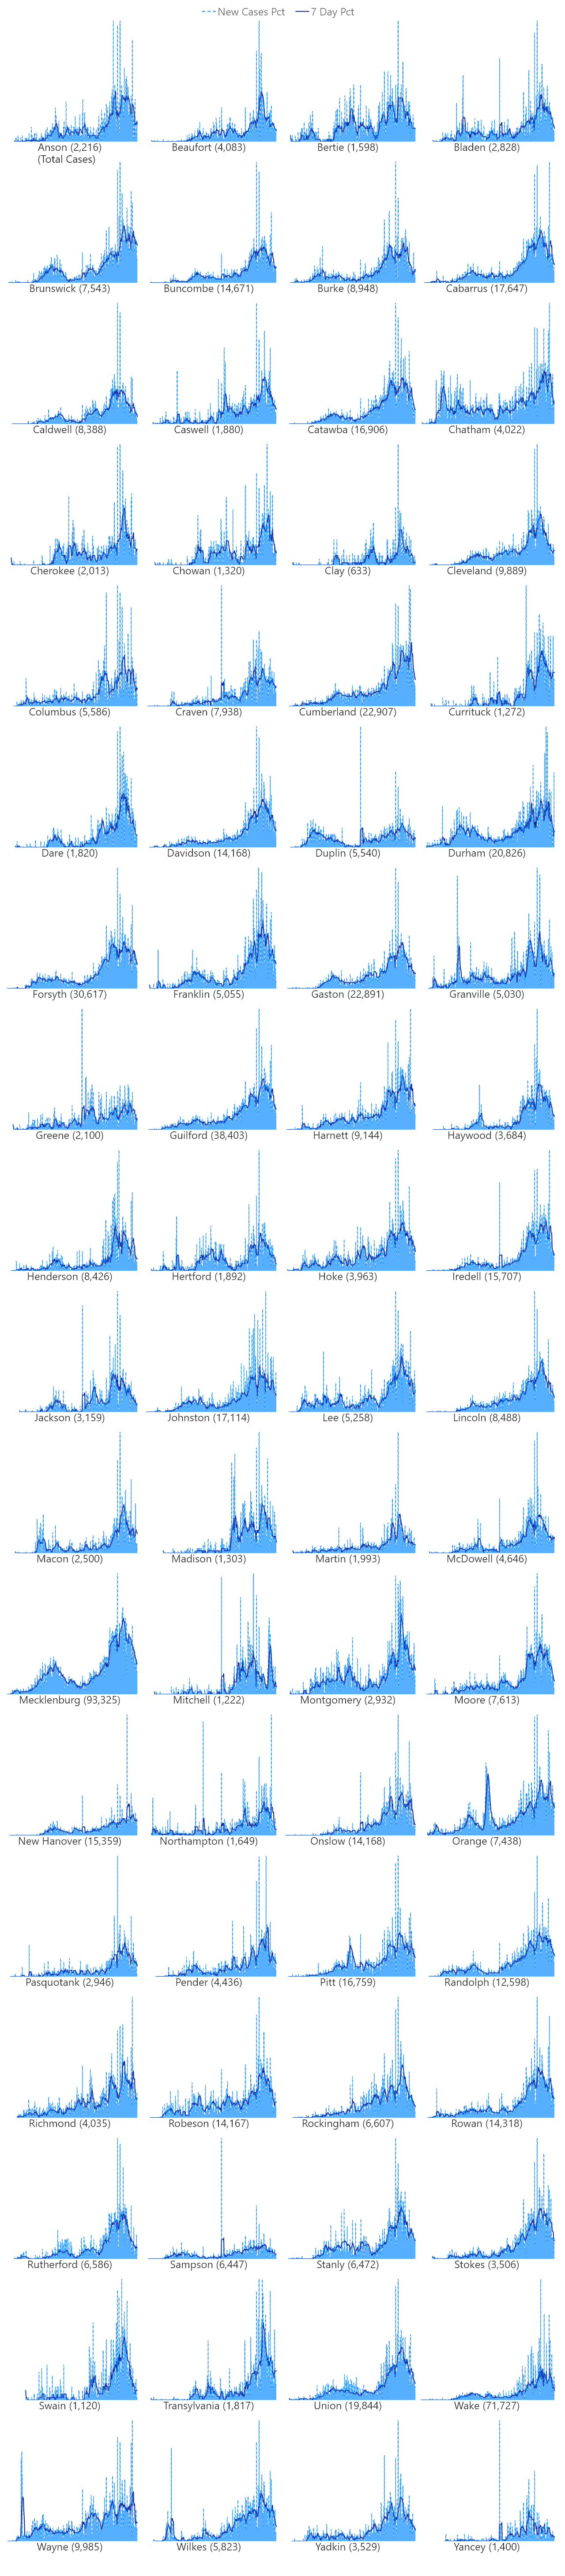 New Cases Pct 7 Day Pct
Anson (2,216) Beaufort (4,083) Bertie (1,598) Bladen (2,828)
(Total Cases)
Brunswick (7,543) Buncombe (14,671) Burke (8,948) Cabarrus (17,647)
Caldwell (8,388) Caswell (1,880) Catawba (16,906) Chatham (4,022)
Cherokee (2,013) Chowan (1,320) Clay (633) Cleveland (9,889)
Columbus (5,586) Craven (7,938) Cumberland (22,907) Currituck (1,272)
Dare (1,820) Davidson (14,168) Duplin (5,540) Durham (20,826)
Forsyth (30,617) Franklin (5,055) Gaston (22,891) Granville (5,030)
Greene (2,100) Guilford (38,403) Harnett (9,144) Haywood (3,684)
Henderson (8,426) Hertford (1,892) Hoke (3,963) Iredell (15,707)
Jackson (3,159) Johnston (17,114) Lee (5,258) Lincoln (8,488)
Macon (2,500) Madison (1,303) Martin (1,993) McDowell (4,646)
Mecklenburg (93,325) Mitchell (1,222) Montgomery (2,932) Moore (7,613)
New Hanover (15,359) Northampton (1,649) Onslow (14,168) Orange (7,438)
Pasquotank (2,946) Pender (4,436) Pitt (16,759) Randolph (12,598)
Richmond (4,035) Robeson (14,167) Rockingham (6,607) Rowan (14,318)
Rutherford (6,586) Sampson (6,447) Stanly (6,472) Stokes (3,506)
Swain (1,120) Transylvania (1,817) Union (19,844) Wake (71,727)
Wayne (9,985) Wilkes (5,823) Yadkin (3,529) Yancey (1,400)